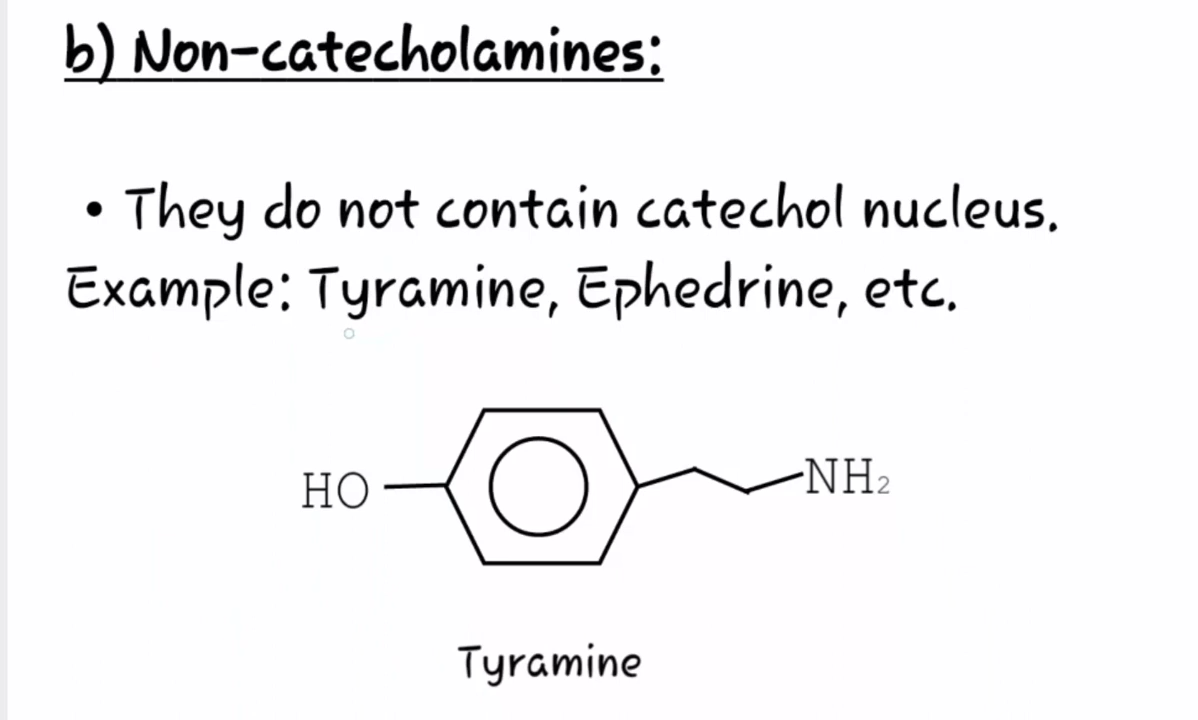 b) Non-catecholamines:
• They do not contain catechol nucleus.
Example: Tyramine, Ephedrine, etc.
HO
NH₂
Tyramine